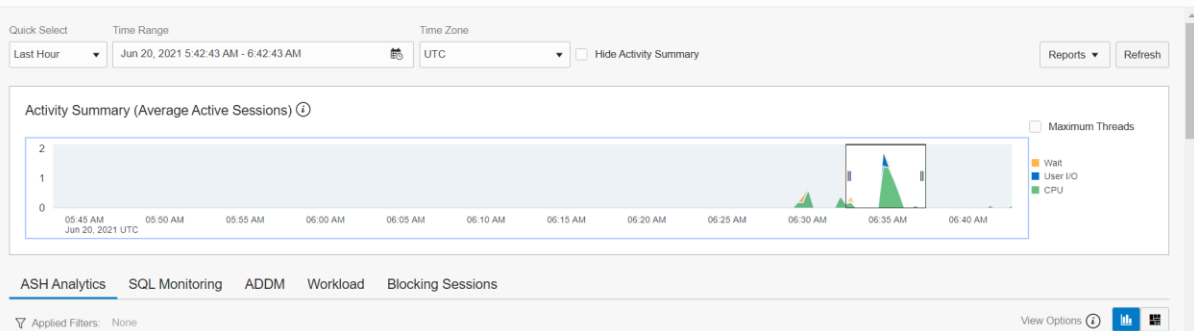 Quick Select
Time Range
Time Zone
Last Hour
Jun 20, 2021 5:42:43 AM - 6:42:43 AM
UTC
Hide Activity Summary
Reports
Refresh
Activity Summary (Average Active Sessions)
Maximum Threads
2
1
0
Wait
User I/O
CPU
05:45 AM 05:50 AM 05:55 AM 06:00 AM 06:05 AM 06:10 AM 06:15 AM 06:20 AM 06:25 AM 06:30 AM 06:35 AM 06:40 AM
Jun 20, 2021 UTC
ASH Analytics SQL Monitoring ADDM Workload Blocking Sessions
Applied Filters: None
View Options